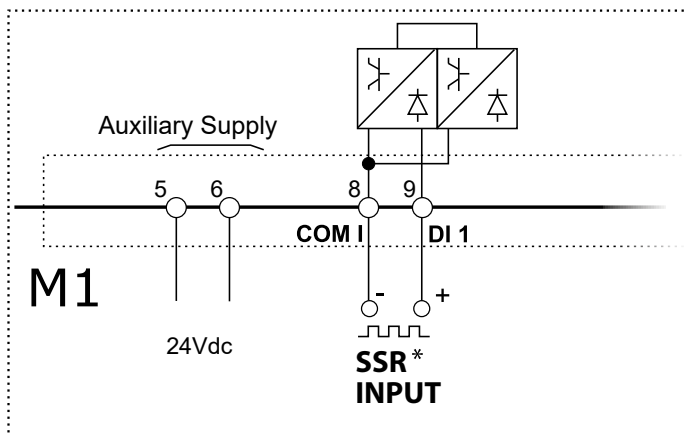 Auxiliary Supply
5 6 8 9
COM I DI 1
M1
- +
24Vdc
SSR*
INPUT